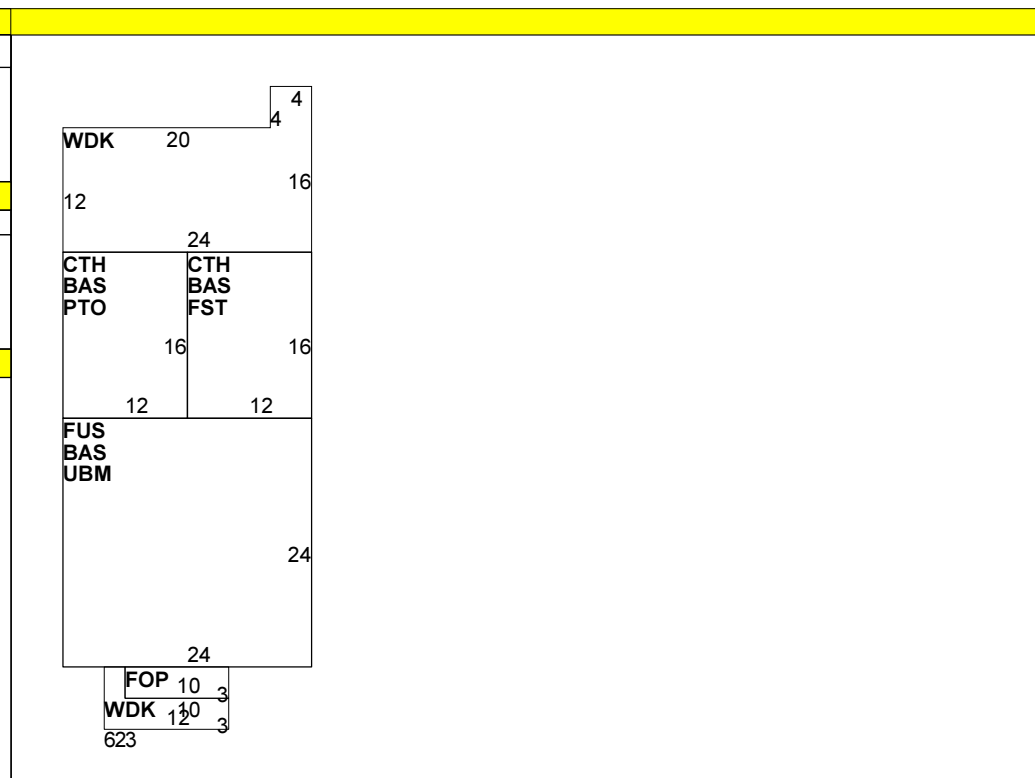 4
4
WDK 20
16
12
24
CTH CTH
BAS BAS
PTO FST
16 16
12 12
FUS
BAS
UBM
24
24
FOP 10 3
WDK 12 10 3
623